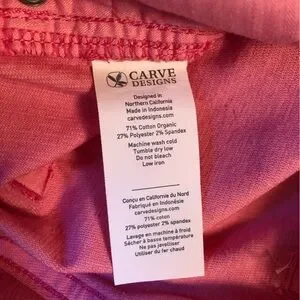 CARVE
DESIGNS
Designed in
Northern California
Made in Indonesia
carvedesigns.com
71% Cotton Organic
27% Polyester 2% Spandex
Machine wash cold
Tumble dry low
Do not bleach
Low iron
Conçu en Californie du Nord
Fabriqué en Indonésie
carvedesigns.com
71% coton
27% polyester 2% spandex
Lavage en machine à froid
Sécher à basse température
Ne pas javelliser
Utiliser du fer chaud